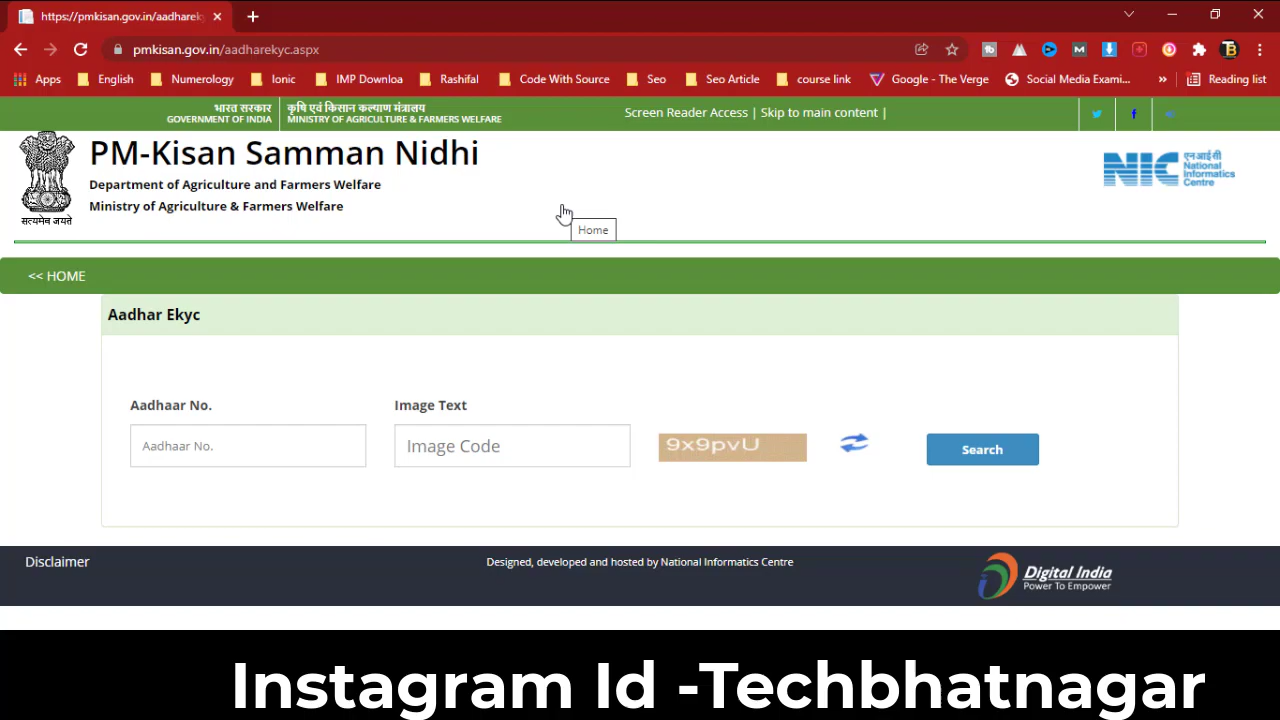 https://pmkisan.gov.in/aadharek
pmkisan.gov.in/aadharekyc.aspx
Apps English Numerology Ionic IMP Downloa Rashifal Code With Source Seo Seo Article course link Google - The Verge Social Media Exami... » Reading list
भारत सरकार
GOVERNMENT OF INDIA
कृषि एवं किसान कल्याण मंत्रालय
MINISTRY OF AGRICULTURE & FARMERS WELFARE
Screen Reader Access | Skip to main content |
PM-Kisan Samman Nidhi
Department of Agriculture and Farmers Welfare
Ministry of Agriculture & Farmers Welfare
सत्यमेव जयते
NIC
एनआईसी
National
Informatics
Centre
Home
<< HOME
Aadhar Ekyc
Aadhaar No. Image Text
Aadhaar No. Image Code 9x9pvU Search
Disclaimer
Designed, developed and hosted by National Informatics Centre
Digital India
Power To Empower
Instagram Id -Techbhatnagar